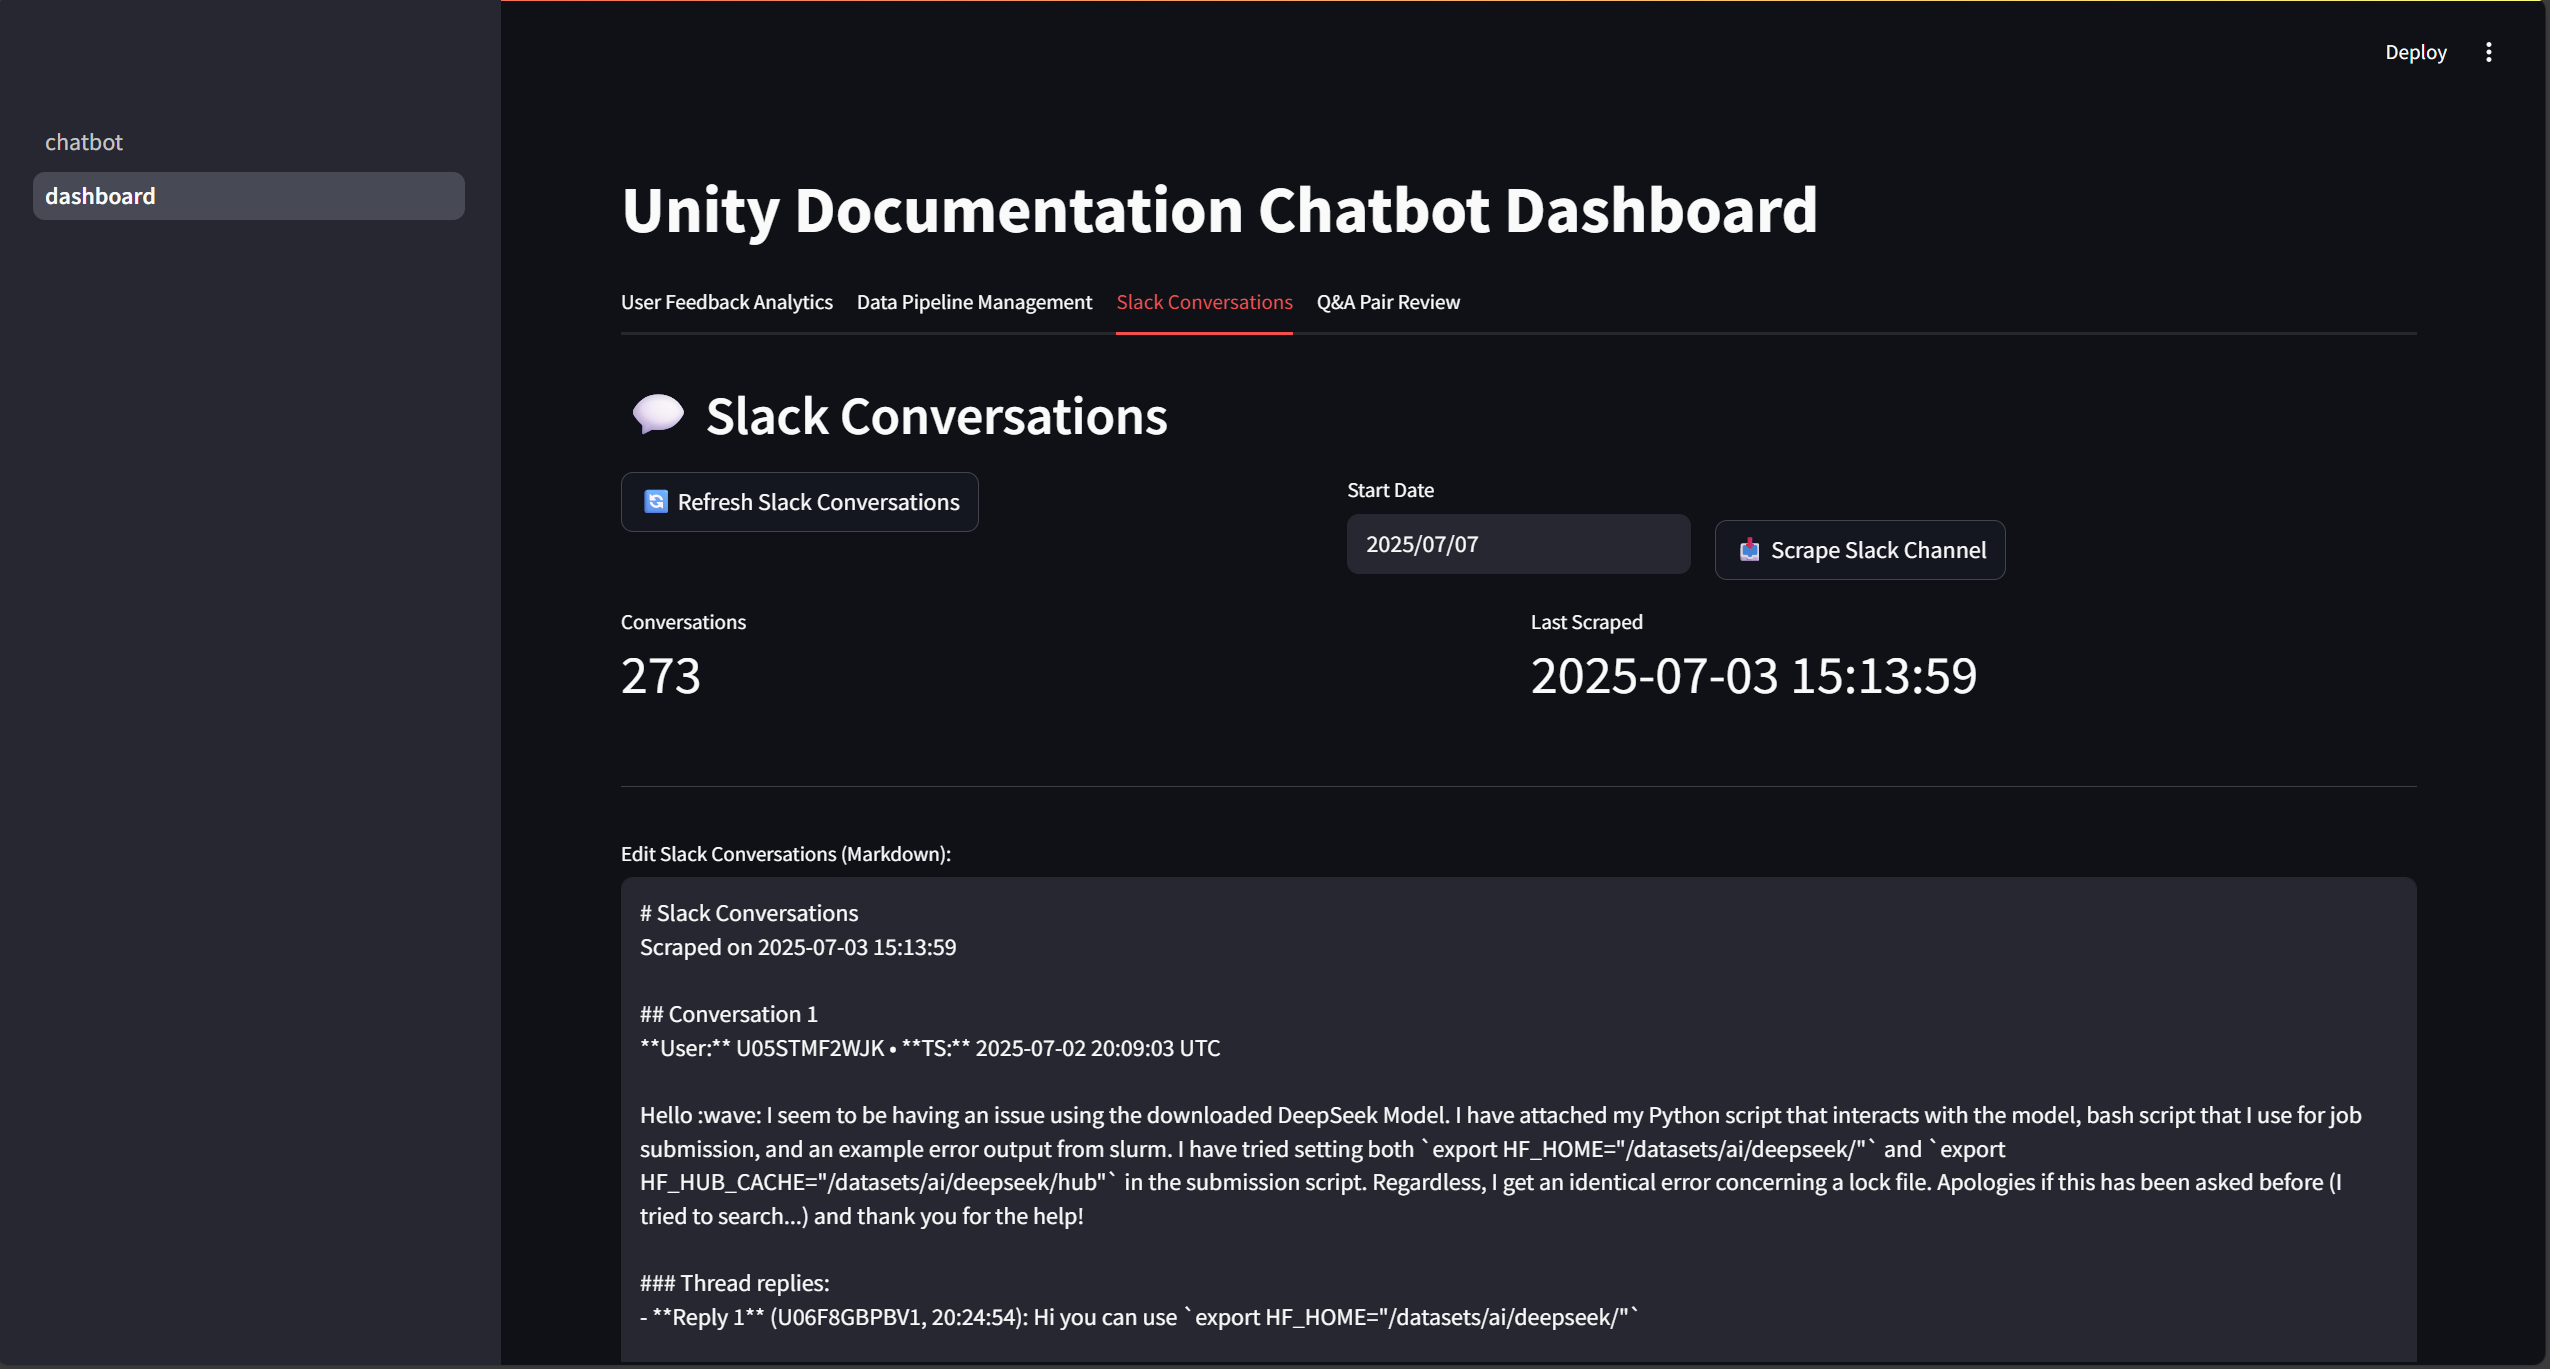 Deploy
chatbot
dashboard
Unity Documentation Chatbot Dashboard
User Feedback Analytics
Data Pipeline Management
Slack Conversations
Q&A Pair Review
Slack Conversations
Refresh Slack Conversations
Start Date
2025/07/07
Scrape Slack Channel
Conversations
273
Last Scraped
2025-07-03 15:13:59
Edit Slack Conversations (Markdown):
# Slack Conversations
Scraped on 2025-07-03 15:13:59
## Conversation 1
**User:** U05STMF2WJK • **TS:** 2025-07-02 20:09:03 UTC
Hello :wave: I seem to be having an issue using the downloaded DeepSeek Model. I have attached my Python script that interacts with the model, bash script that I use for job
submission, and an example error output from slurm. I have tried setting both `export HF_HOME="/datasets/ai/deepseek/"` and `export
HF_HUB_CACHE="/datasets/ai/deepseek/hub"` in the submission script. Regardless, I get an identical error concerning a lock file. Apologies if this has been asked before (I
tried to search...) and thank you for the help!
### Thread replies:
- **Reply 1** (U06F8GBPBV1, 20:24:54): Hi you can use `export HF_HOME="/datasets/ai/deepseek/"`